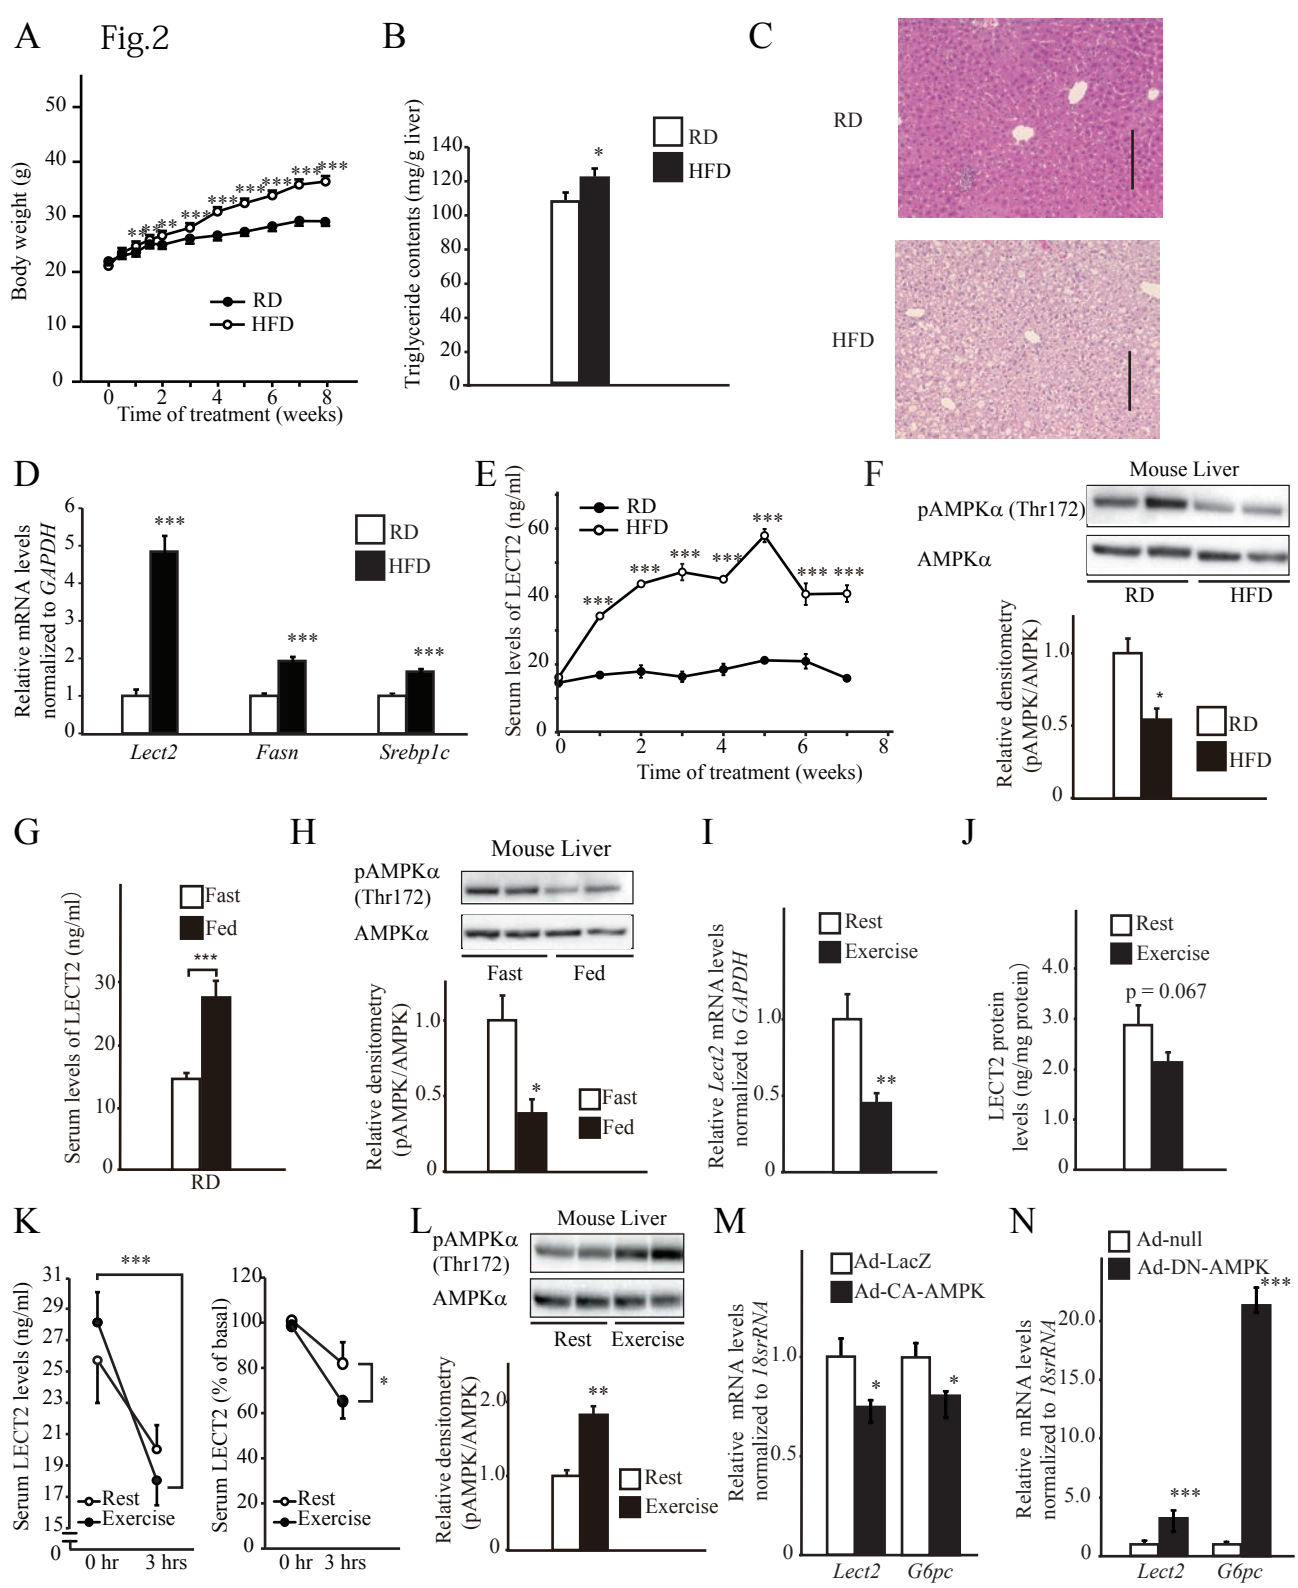 A
Fig.2
Body weight (g)
50
40
30
20
10
0
***
***
***
***
***
***
**
RD
HFD
0 2 4 6 8
Time of treatment (weeks)
B
Triglyceride contents (mg/g liver)
140
120
100
80
60
40
20
0
*
RD
HFD
C
RD
HFD
D
Relative mRNA levels
normalized to GAPDH
6
5
4
3
2
1
0
***
***
***
RD
HFD
Lect2 Fasn Srebp1c
E
Serum levels of LECT2 (ng/ml)
60
40
20
0
RD
HFD
***
***
***
***
***
***
***
0 2 4 6 8
Time of treatment (weeks)
F
Mouse Liver
pAMPKα (Thr172)
AMPKα
RD HFD
Relative densitometry
(pAMPK/AMPK)
1.0
0.5
0
*
RD
HFD
G
Serum levels of LECT2 (ng/ml)
30
20
10
0
Fast
Fed
***
RD
H
Mouse Liver
pAMPKα
(Thr172)
AMPKα
Fast Fed
Relative densitometry
(pAMPK/AMPK)
1.0
0.5
0
*
Fast
Fed
I
Relative Lect2 mRNA levels
normalized to GAPDH
1.0
0.5
0
Rest
Exercise
**
J
LECT2 protein
levels (ng/mg protein)
4.0
3.0
2.0
1.0
0
Rest
Exercise
p = 0.067
K
Serum LECT2 levels (ng/ml)
31
29
27
25
23
21
19
17
15
0
***
Rest
Exercise
0 hr 3 hrs
Serum LECT2 (% of basal)
120
100
80
60
40
20
0
*
Rest
Exercise
0 hr 3 hrs
L
Mouse Liver
pAMPKα
(Thr172)
AMPKα
Rest Exercise
Relative densitometry
(pAMPK/AMPK)
2.0
1.0
0
**
Rest
Exercise
M
Relative mRNA levels
normalized to 18srRNA
1.0
0.5
0
Ad-LacZ
Ad-CA-AMPK
*
*
Lect2 G6pc
N
Relative mRNA levels
normalized to 18srRNA
20.0
15.0
10.0
5.0
0
Ad-null
Ad-DN-AMPK
***
***
Lect2 G6pc